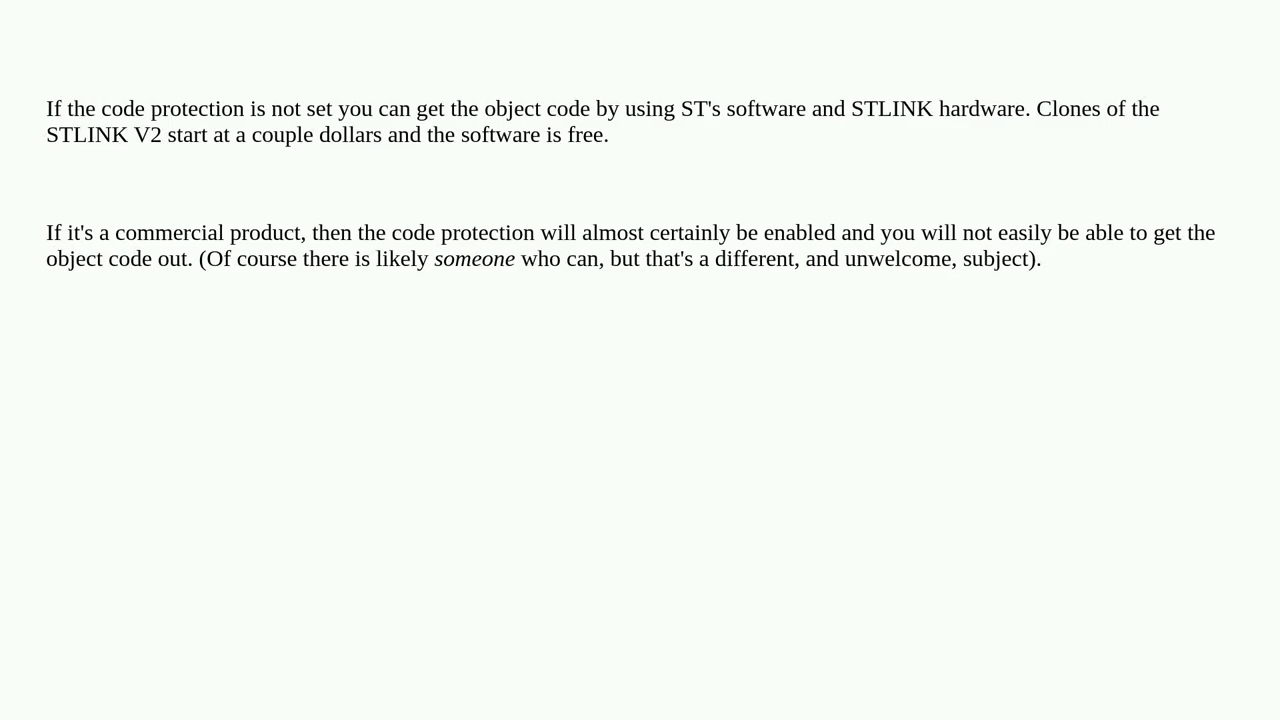 If the code protection is not set you can get the object code by using ST's software and STLINK hardware. Clones of the
STLINK V2 start at a couple dollars and the software is free.
If it's a commercial product, then the code protection will almost certainly be enabled and you will not easily be able to get the
object code out. (Of course there is likely someone who can, but that's a different, and unwelcome, subject).